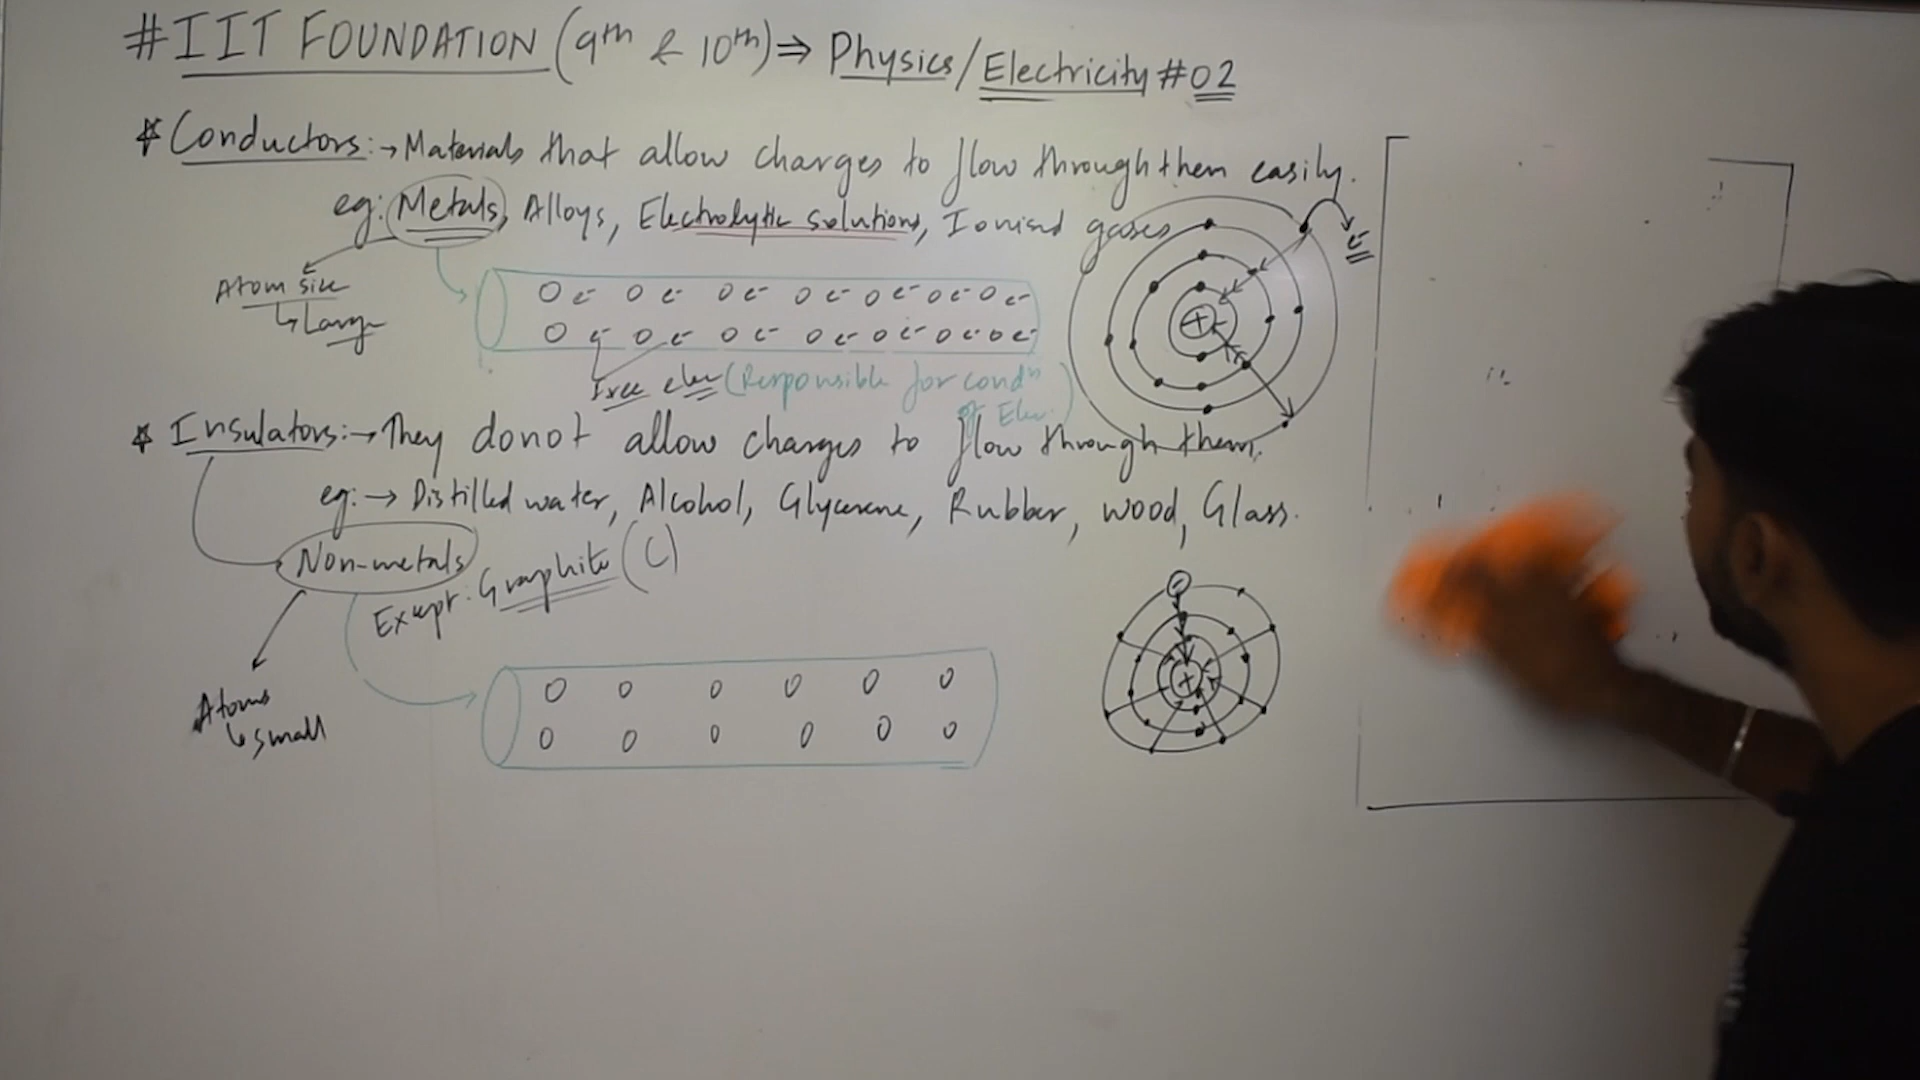 #IIT FOUNDATION (9th & 10th) ⇒ Physics/Electricity #02
* Conductors:→ Materials that allow charges to flow through them easily.
eg: Metals, Alloys, Electrolytic solutions, Ionised gases
e-
Atom size
↳ Large
O e- O e- O e- O e- O e- O e- O e-
O e- O e- O e- O e- O e- O e- O e-
+
free elec (Responsible for condn of Elec.)
* Insulators:→ They donot allow charges to flow through them.
eg:→ Distilled water, Alcohol, Glycerene, Rubber, wood, Glass.
Non-metals
Except: Graphite (C)
Atoms
↳ small
O O O O O O
O O O O O O
+